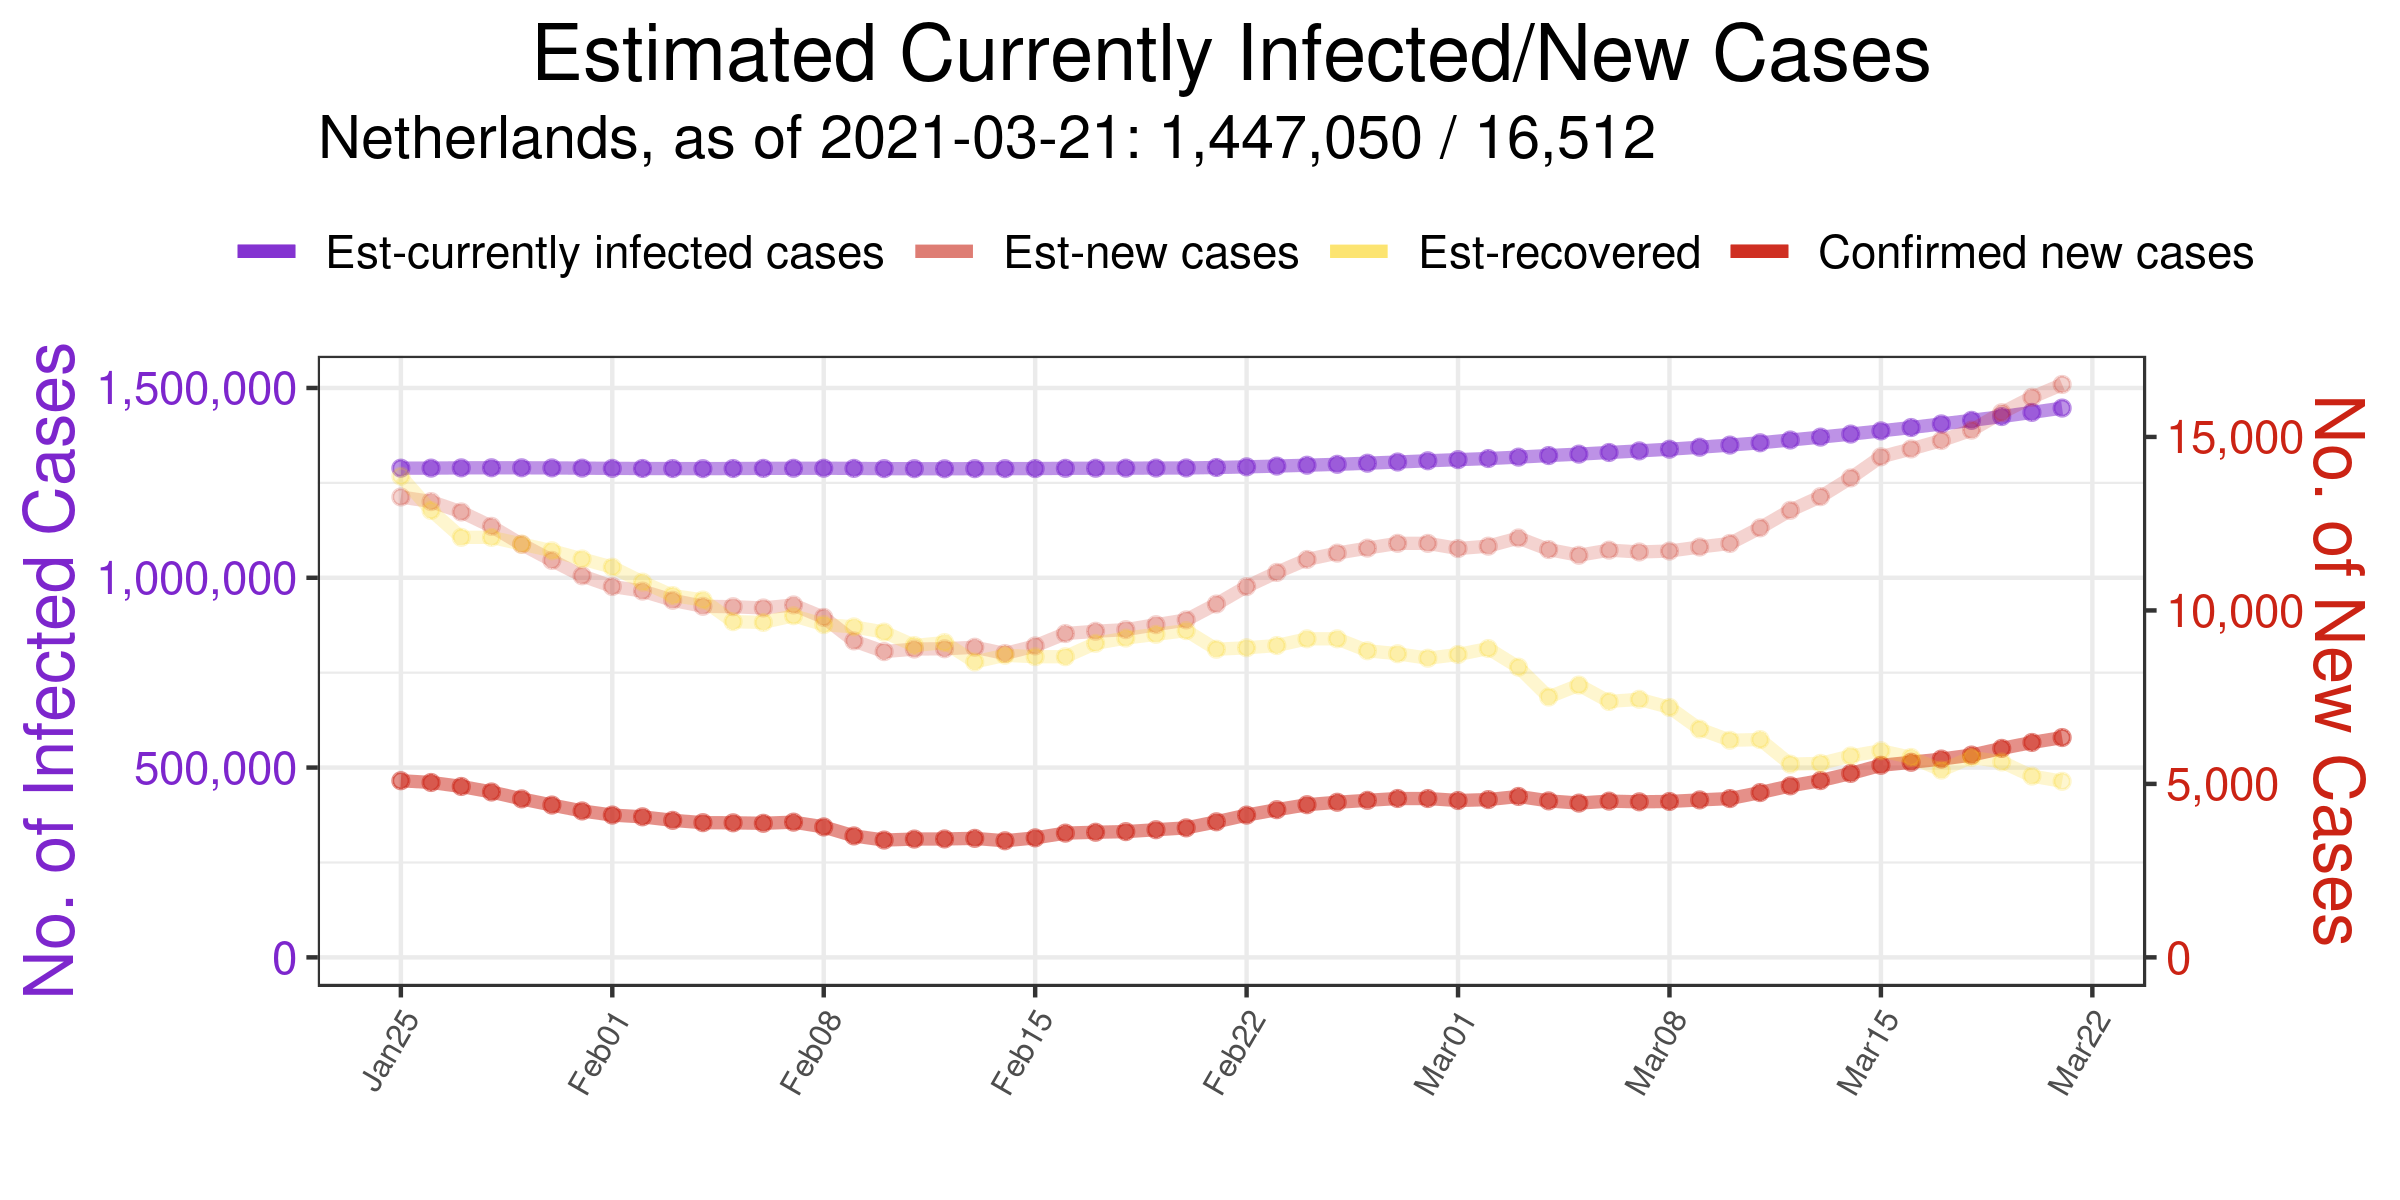 Estimated Currently Infected/New Cases
Netherlands, as of 2021-03-21: 1,447,050 / 16,512
Est-currently infected cases Est-new cases Est-recovered Confirmed new cases
No. of Infected Cases
1,500,000
1,000,000
500,000
0
15,000
10,000
5,000
0
No. of New Cases
Jan25 Feb01 Feb08 Feb15 Feb22 Mar01 Mar08 Mar15 Mar22